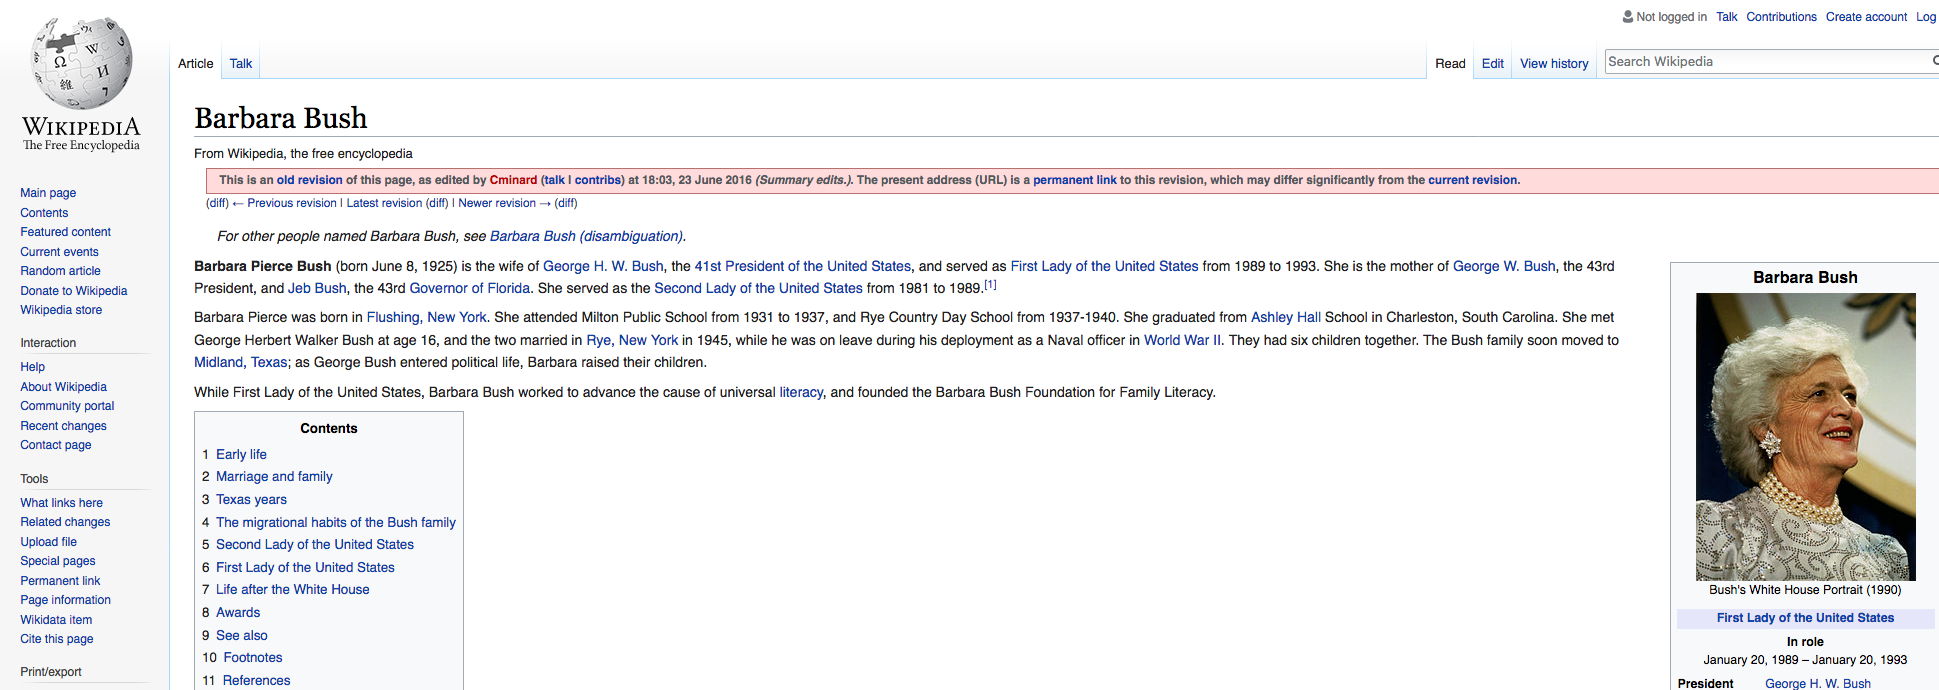 Not logged in Talk Contributions Create account Log
Article Talk Read Edit View history Search Wikipedia
WIKIPEDIA
The Free Encyclopedia
Main page
Contents
Featured content
Current events
Random article
Donate to Wikipedia
Wikipedia store
Interaction
Help
About Wikipedia
Community portal
Recent changes
Contact page
Tools
What links here
Related changes
Upload file
Special pages
Permanent link
Page information
Wikidata item
Cite this page
Print/export
Barbara Bush
From Wikipedia, the free encyclopedia
This is an old revision of this page, as edited by Cminard (talk | contribs) at 18:03, 23 June 2016 (Summary edits.). The present address (URL) is a permanent link to this revision, which may differ significantly from the current revision.
(diff) ← Previous revision | Latest revision (diff) | Newer revision → (diff)
For other people named Barbara Bush, see Barbara Bush (disambiguation).
Barbara Pierce Bush (born June 8, 1925) is the wife of George H. W. Bush, the 41st President of the United States, and served as First Lady of the United States from 1989 to 1993. She is the mother of George W. Bush, the 43rd
President, and Jeb Bush, the 43rd Governor of Florida. She served as the Second Lady of the United States from 1981 to 1989.[1]
Barbara Pierce was born in Flushing, New York. She attended Milton Public School from 1931 to 1937, and Rye Country Day School from 1937-1940. She graduated from Ashley Hall School in Charleston, South Carolina. She met
George Herbert Walker Bush at age 16, and the two married in Rye, New York in 1945, while he was on leave during his deployment as a Naval officer in World War II. They had six children together. The Bush family soon moved to
Midland, Texas; as George Bush entered political life, Barbara raised their children.
While First Lady of the United States, Barbara Bush worked to advance the cause of universal literacy, and founded the Barbara Bush Foundation for Family Literacy.
Contents
1 Early life
2 Marriage and family
3 Texas years
4 The migrational habits of the Bush family
5 Second Lady of the United States
6 First Lady of the United States
7 Life after the White House
8 Awards
9 See also
10 Footnotes
11 References
Barbara Bush
Bush's White House Portrait (1990)
First Lady of the United States
In role
January 20, 1989 – January 20, 1993
President George H. W. Bush